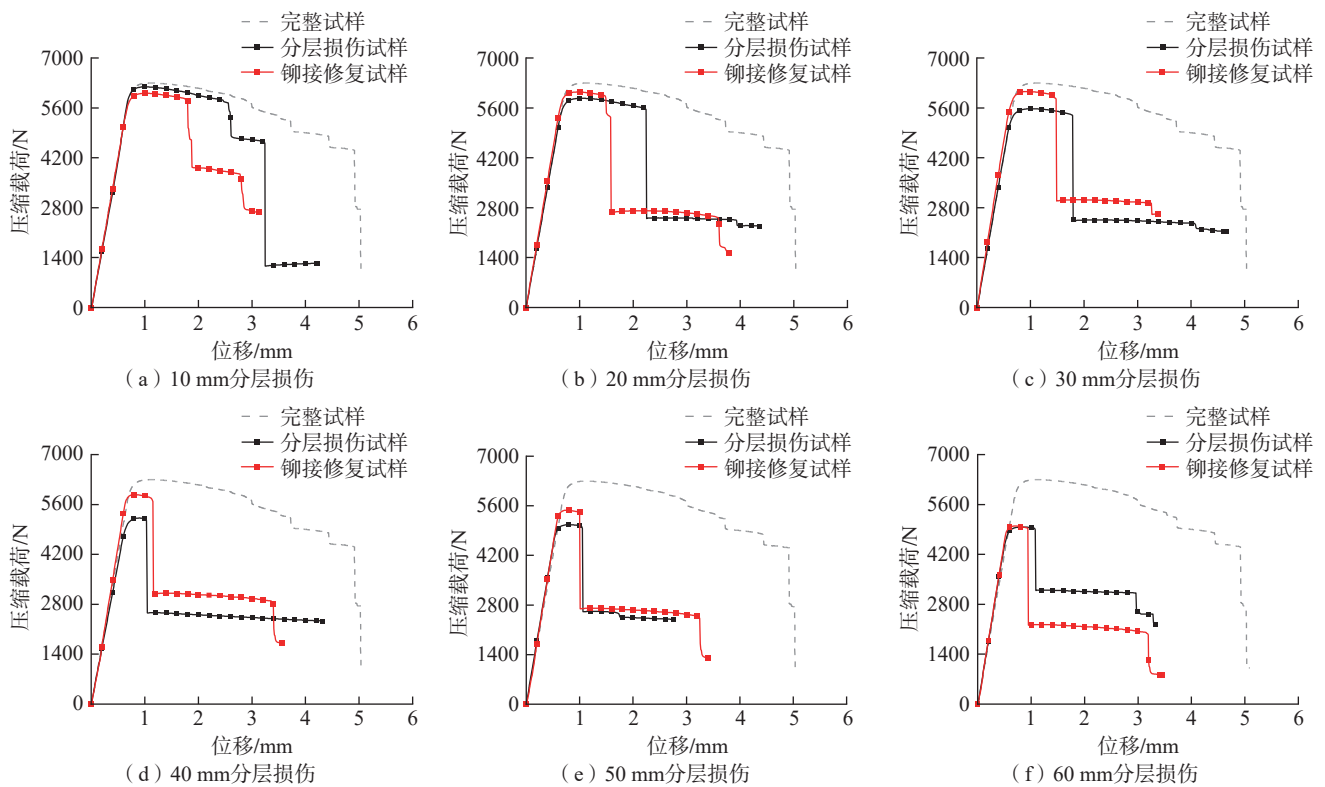 完整试样
分层损伤试样
铆接修复试样
7000
5600
4200
2800
1400
0
压缩载荷/N
1 2 3 4 5 6
位移/mm
（a）10 mm分层损伤
完整试样
分层损伤试样
铆接修复试样
7000
5600
4200
2800
1400
0
压缩载荷/N
1 2 3 4 5 6
位移/mm
（b）20 mm分层损伤
完整试样
分层损伤试样
铆接修复试样
7000
5600
4200
2800
1400
0
压缩载荷/N
1 2 3 4 5 6
位移/mm
（c）30 mm分层损伤
完整试样
分层损伤试样
铆接修复试样
7000
5600
4200
2800
1400
0
压缩载荷/N
1 2 3 4 5 6
位移/mm
（d）40 mm分层损伤
完整试样
分层损伤试样
铆接修复试样
7000
5600
4200
2800
1400
0
压缩载荷/N
1 2 3 4 5 6
位移/mm
（e）50 mm分层损伤
完整试样
分层损伤试样
铆接修复试样
7000
5600
4200
2800
1400
0
压缩载荷/N
1 2 3 4 5 6
位移/mm
（f）60 mm分层损伤